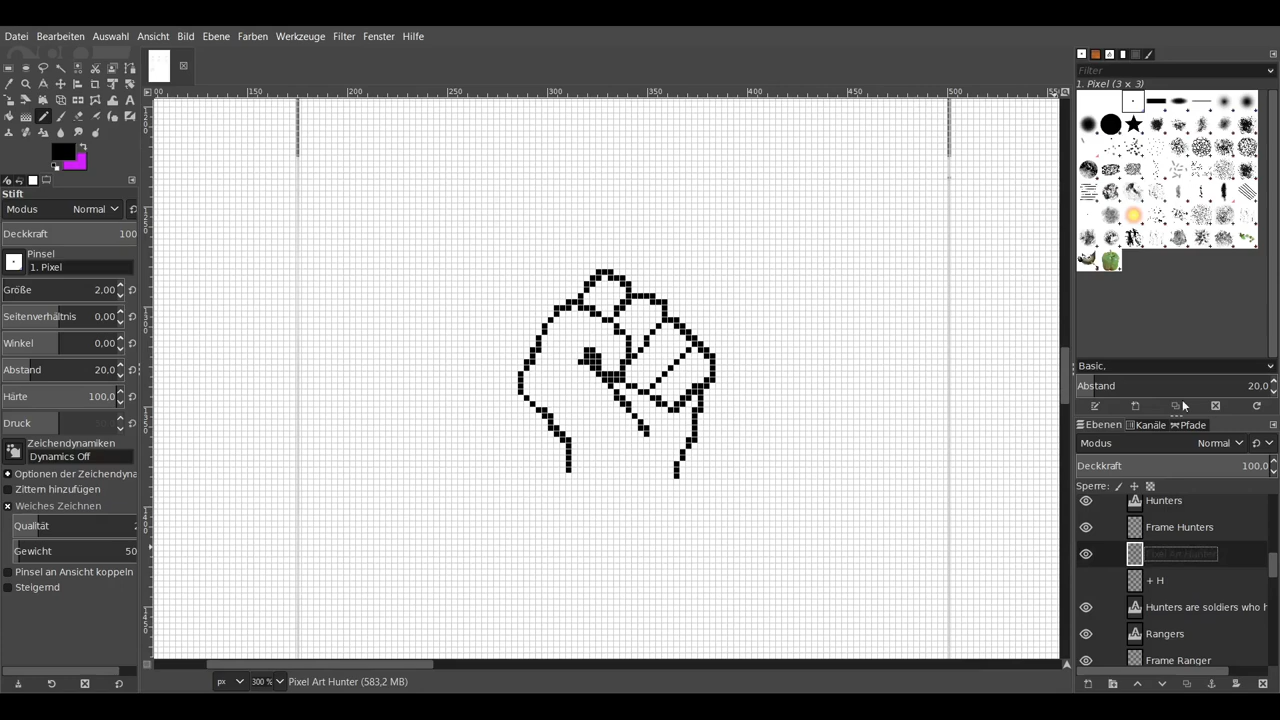 Datei Bearbeiten Auswahl Ansicht Bild Ebene Farben Werkzeuge Filter Fenster Hilfe
Filter
1. Pixel (3 × 3)
150 200 250 300 350 400 450 500
Stift
Modus Normal
Deckkraft 100
Pinsel
1. Pixel
Größe 2,00
Seitenverhältnis 0,00
Winkel 0,00
Abstand 20,0
Härte 100,0
Druck
Zeichendynamiken
Dynamics Off
Optionen der Zeichendyna
Zittern hinzufügen
Weiches Zeichnen
Qualität 2
Gewicht 50
Pinsel an Ansicht koppeln
Steigernd
Basic,
Abstand 20,0
Ebenen Kanäle Pfade
Modus Normal
Deckkraft 100,0
Sperre:
Hunters
Frame Hunters
Pixel Art Hunter
+ H
Hunters are soldiers who h
Rangers
Frame Ranger
px 300 % Pixel Art Hunter (583,2 MB)